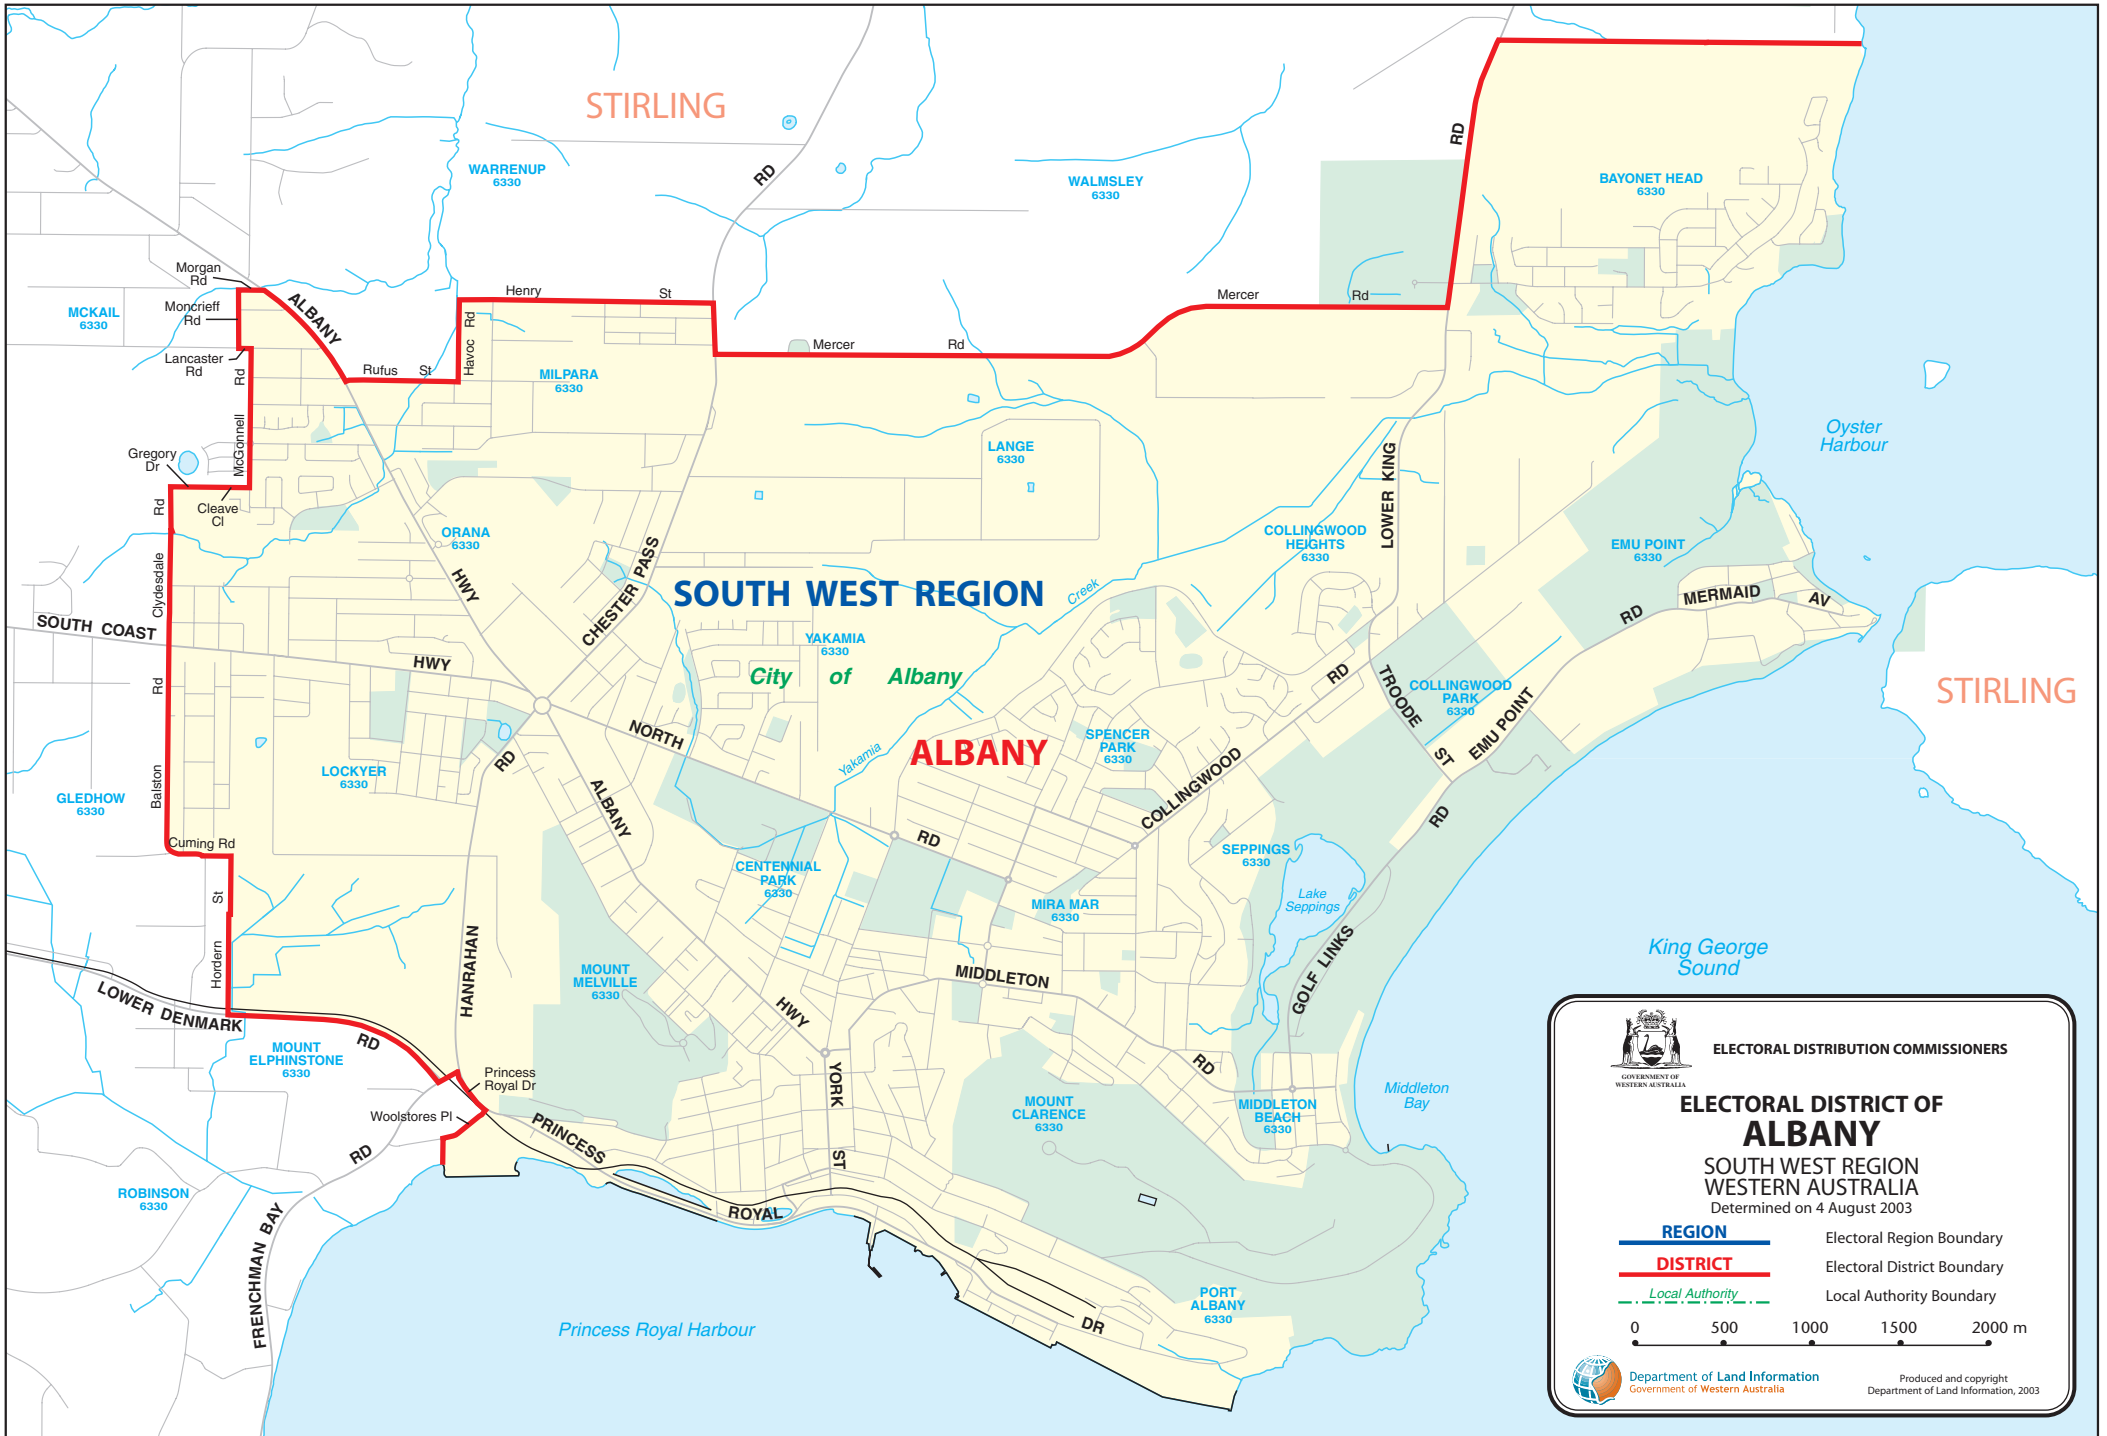 STIRLING
RD
WARRENUP
6330
RD
WALMSLEY
6330
BAYONET HEAD
6330
Morgan
Rd
Moncrieff
Rd
MCKAIL
6330
ALBANY
Henry St
Mercer Rd
Lancaster
Rd
Rd
Rufus St
Havoc Rd
MILPARA
6330
Mercer Rd
McGonnell
Gregory
Dr
Cleave
Cl
Rd
LANGE
6330
LOWER KING
Oyster
Harbour
ORANA
6330
COLLINGWOOD
HEIGHTS
6330
EMU POINT
6330
Clydesdale
HWY
CHESTER PASS
SOUTH WEST REGION
Creek
MERMAID AV
RD
SOUTH COAST
HWY
YAKAMIA
6330
City of Albany
Rd
RD
TROODE
ST
COLLINGWOOD
PARK
6330
EMU POINT
STIRLING
NORTH
RD
ALBANY
SPENCER
PARK
6330
Yakamia
LOCKYER
6330
RD
Balston
GLEDHOW
6330
ALBANY
COLLINGWOOD
RD
Cuming Rd
CENTENNIAL
PARK
6330
SEPPINGS
6330
St
MIRA MAR
6330
Lake
Seppings
Hordern
HANRAHAN
MOUNT
MELVILLE
6330
MIDDLETON
GOLF LINKS
King George
Sound
LOWER DENMARK
RD
HWY
MOUNT
ELPHINSTONE
6330
RD
Princess
Royal Dr
YORK
ST
Woolstores Pl
MOUNT
CLARENCE
6330
MIDDLETON
BEACH
6330
Middleton
Bay
PRINCESS
RD
ROBINSON
6330
ROYAL
FRENCHMAN BAY
PORT
ALBANY
6330
DR
Princess Royal Harbour
GOVERNMENT OF
WESTERN AUSTRALIA
ELECTORAL DISTRIBUTION COMMISSIONERS
ELECTORAL DISTRICT OF
ALBANY
SOUTH WEST REGION
WESTERN AUSTRALIA
Determined on 4 August 2003
REGION Electoral Region Boundary
DISTRICT Electoral District Boundary
Local Authority Local Authority Boundary
0 500 1000 1500 2000 m
Department of Land Information
Government of Western Australia
Produced and copyright
Department of Land Information, 2003